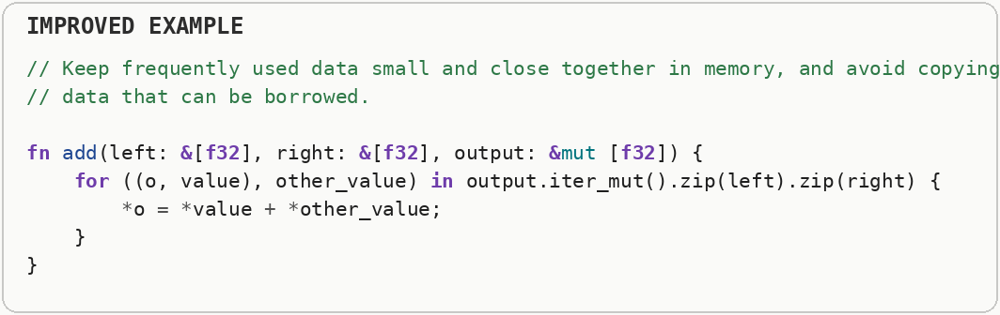 IMPROVED EXAMPLE
// Keep frequently used data small and close together in memory, and avoid copying
// data that can be borrowed.
fn add(left: &[f32], right: &[f32], output: &mut [f32]) {
    for ((o, value), other_value) in output.iter_mut().zip(left).zip(right) {
        *o = *value + *other_value;
    }
}